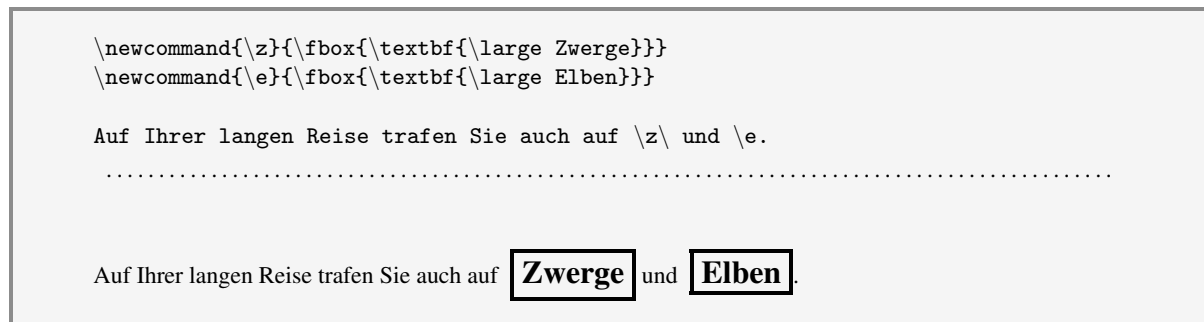 \newcommand{\z}{\fbox{\textbf{\large Zwerge}}}
\newcommand{\e}{\fbox{\textbf{\large Elben}}}
Auf Ihrer langen Reise trafen Sie auch auf \z\ und \e.
Auf Ihrer langen Reise trafen Sie auch auf Zwerge und Elben.